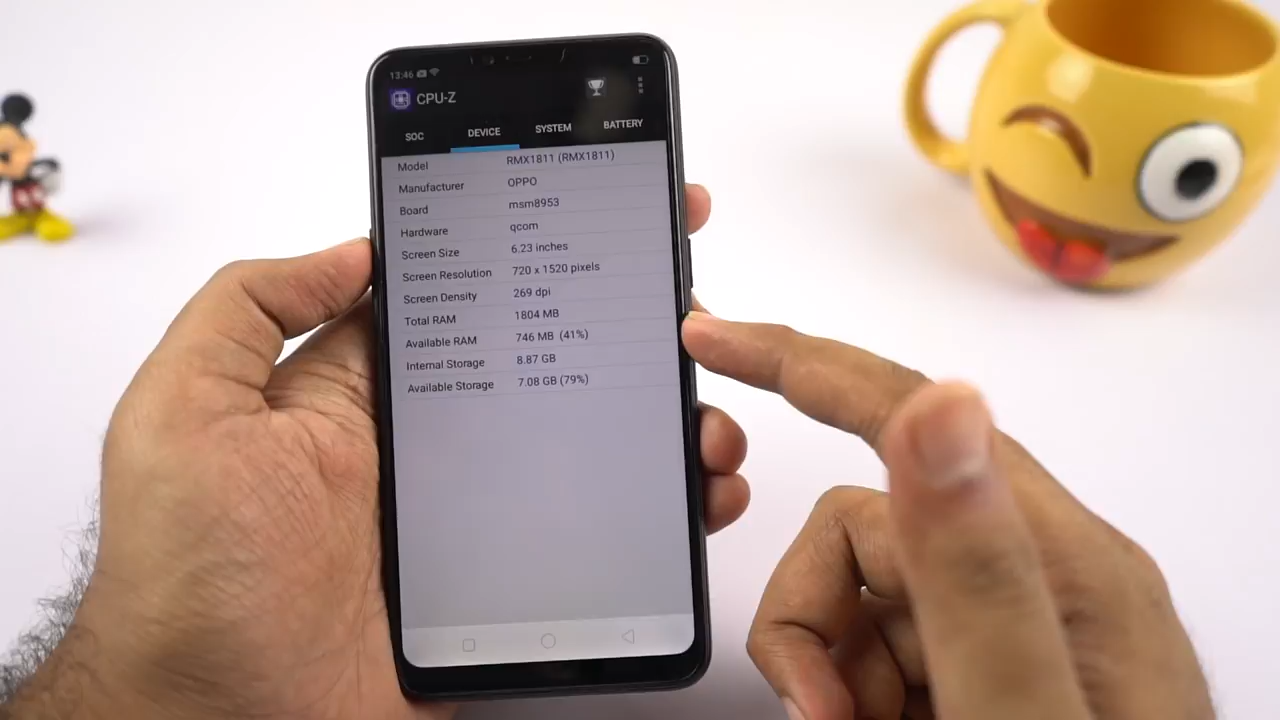 13:46
CPU-Z
SOC DEVICE SYSTEM BATTERY
Model RMX1811 (RMX1811)
Manufacturer OPPO
Board msm8953
Hardware qcom
Screen Size 6.23 inches
Screen Resolution 720 x 1520 pixels
Screen Density 269 dpi
Total RAM 1804 MB
Available RAM 746 MB (41%)
Internal Storage 8.87 GB
Available Storage 7.08 GB (79%)